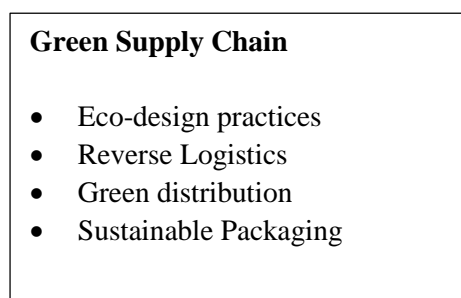 Green Supply Chain
• Eco-design practices
• Reverse Logistics
• Green distribution
• Sustainable Packaging